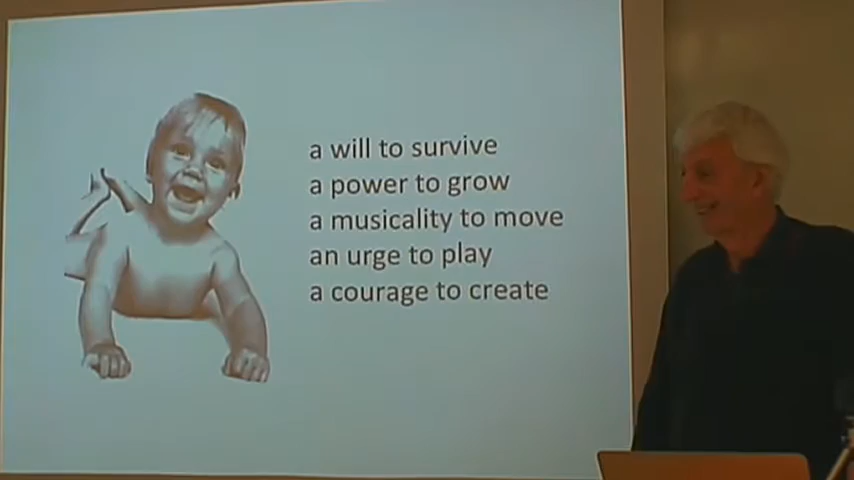 a will to survive
a power to grow
a musicality to move
an urge to play
a courage to create